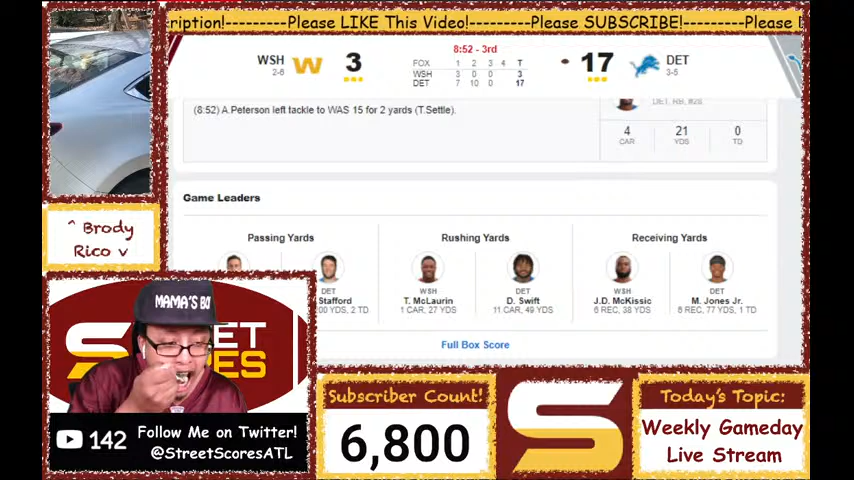 ription!---------Please LIKE This Video!---------Please SUBSCRIBE!---------Please
WSH
2-6
3
8:52 - 3rd
FOX 1 2 3 4 T
WSH 3 0 0 3
DET 7 10 0 17
17
DET
3-5
(8:52) A.Peterson left tackle to WAS 15 for 2 yards (T.Settle).
DET, RB, #28
4 21 0
CAR YDS TD
Game Leaders
Passing Yards Rushing Yards Receiving Yards
DET WSH DET WSH DET
Stafford T. McLaurin D. Swift J.D. McKissic M. Jones Jr.
00 YDS, 2 TD 1 CAR, 27 YDS 11 CAR, 49 YDS 6 REC, 38 YDS 77 YDS, 1 TD
Full Box Score
^ Brody
Rico v
MAMA'S BOY
142
Follow Me on Twitter!
@StreetScoresATL
Subscriber Count!
6,800
S
Today's Topic:
Weekly Gameday
Live Stream